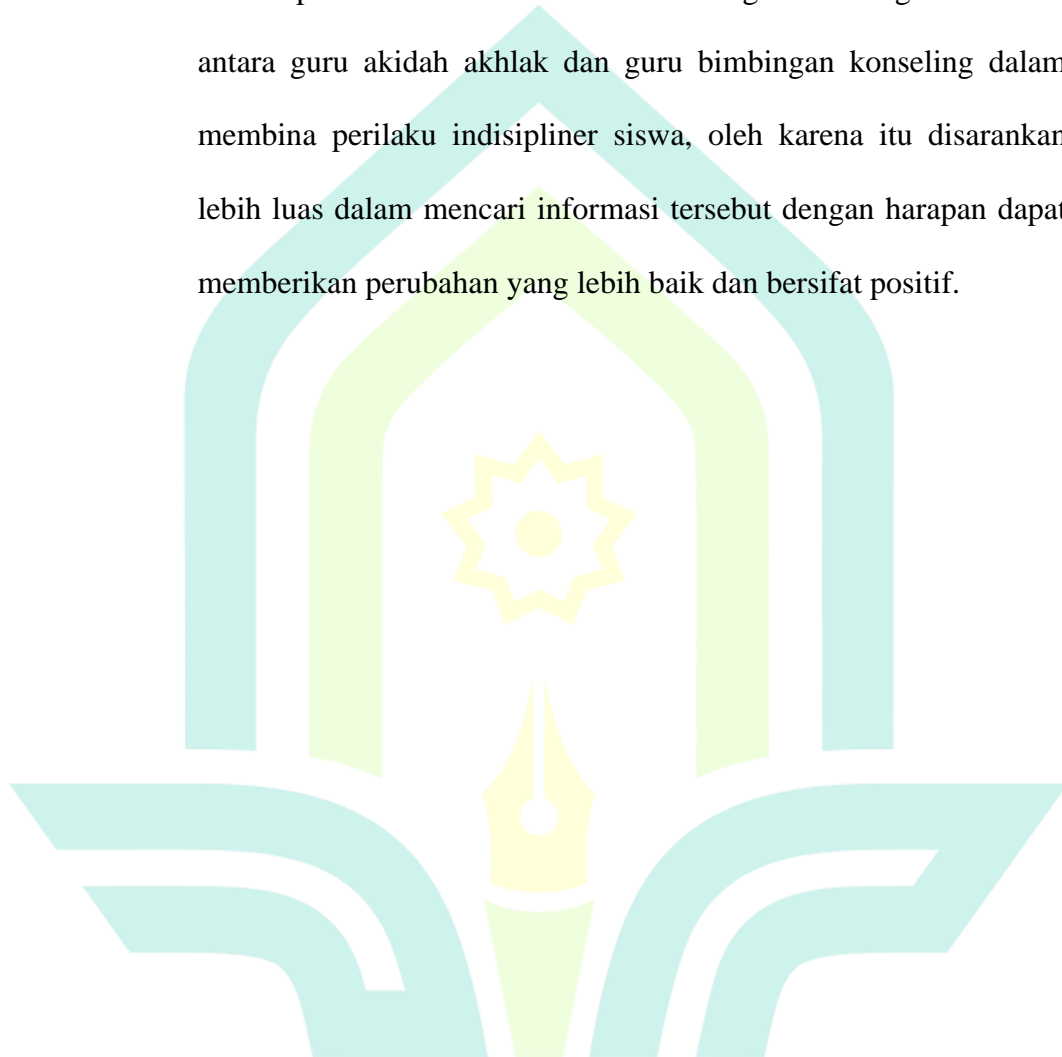 antara guru akidah akhlak dan guru bimbingan konseling dalam
membina perilaku indisipliner siswa, oleh karena itu disarankan
lebih luas dalam mencari informasi tersebut dengan harapan dapat
memberikan perubahan yang lebih baik dan bersifat positif.